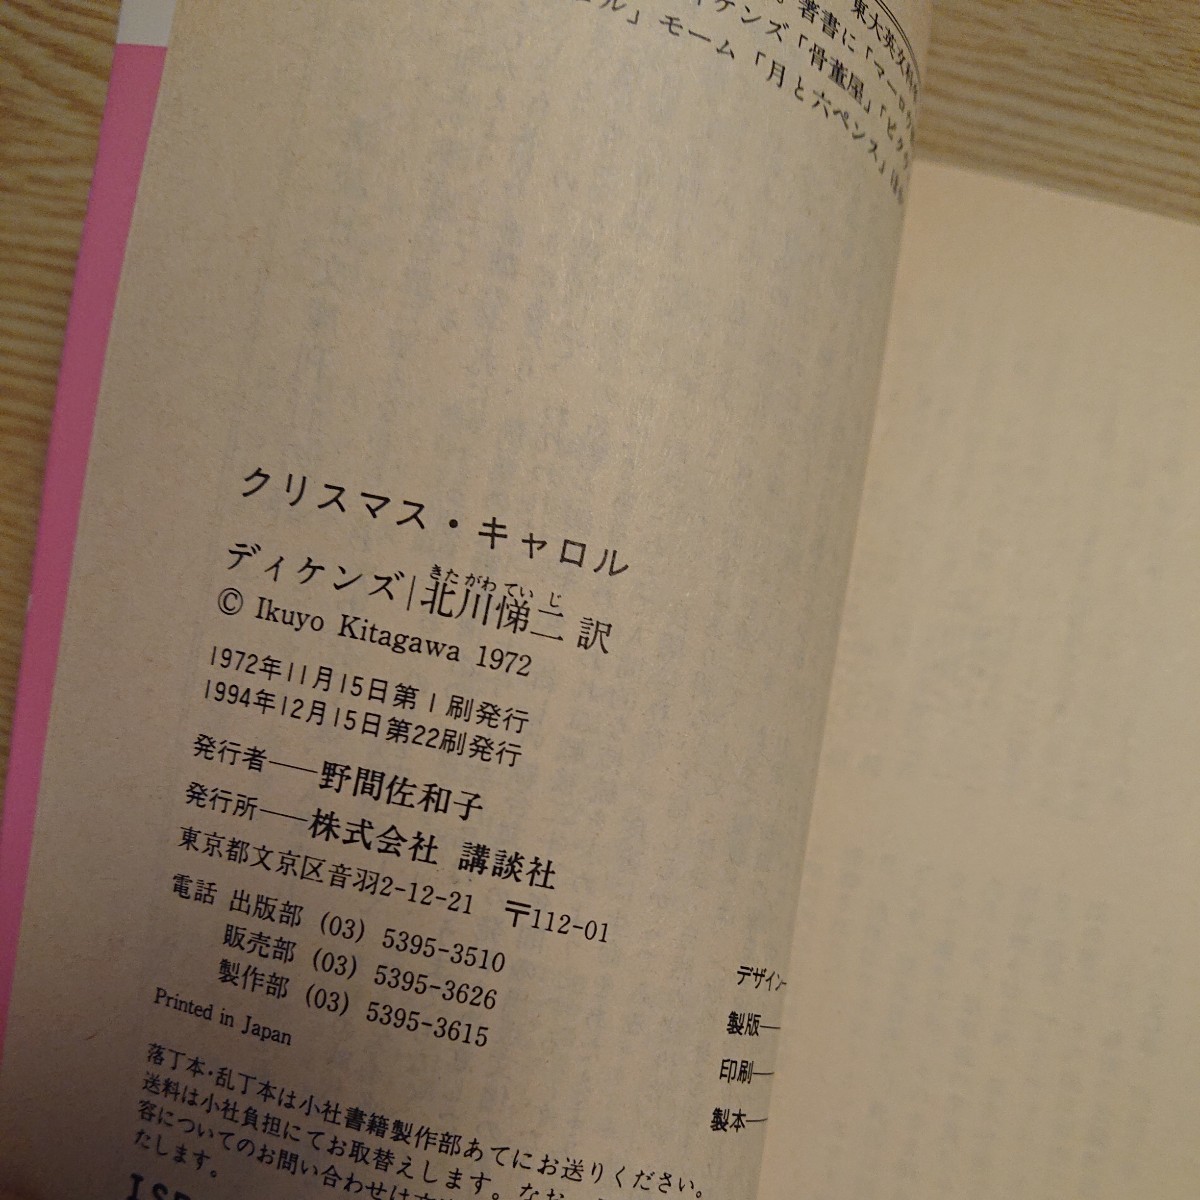 東大英文科
著書に「マーロウ
ィケンズ「骨董屋」「ピク
ル」モーム「月と六ペンス」ほか
クリスマス・キャロル
ディケンズ|北川悌二 訳
きたがわていじ
© Ikuyo Kitagawa 1972
1972年11月15日第1刷発行
1994年12月15日第22刷発行
発行者――野間佐和子
発行所――株式会社 講談社
東京都文京区音羽2-12-21 〒112-01
電話 出版部 (03) 5395-3510
販売部 (03) 5395-3626
製作部 (03) 5395-3615
Printed in Japan
デザイン―
製版―
印刷―
製本―
落丁本・乱丁本は小社書籍製作部あてにお送りください。
送料は小社負担にてお取替えします。なお、
容についてのお問い合わせは
たします。